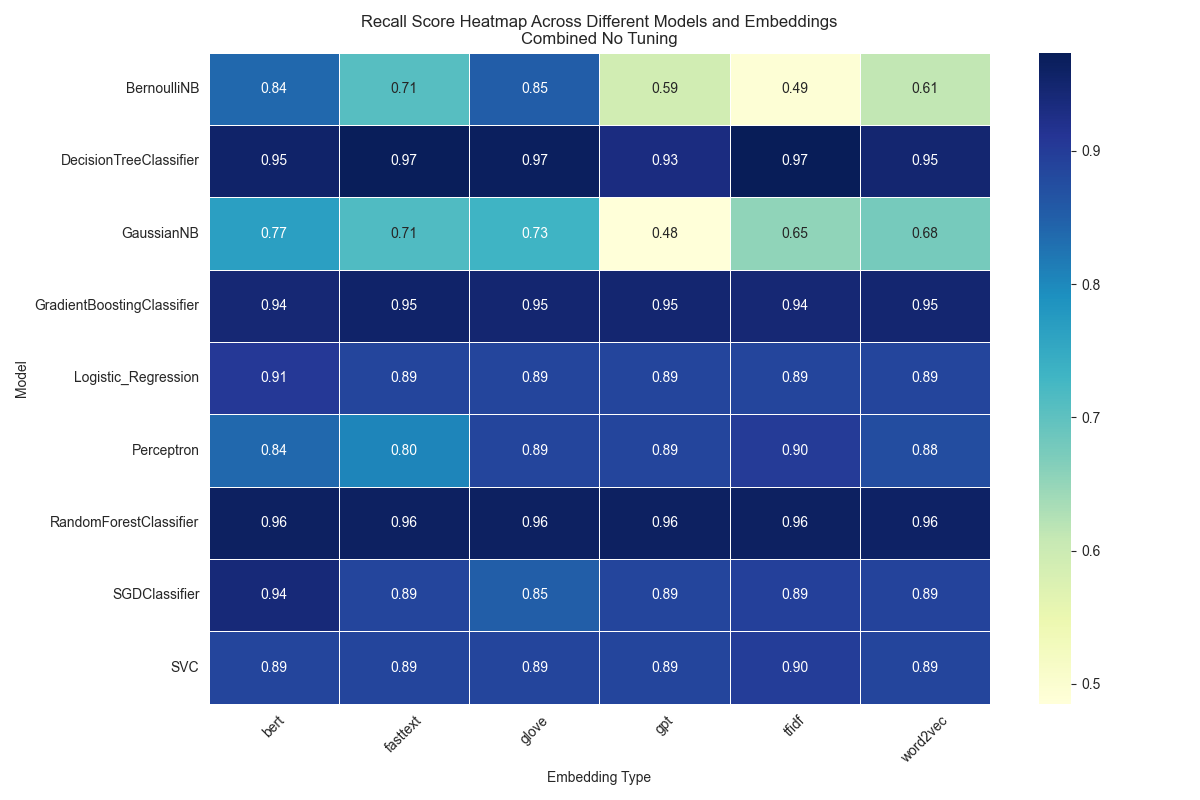 Recall Score Heatmap Across Different Models and Embeddings
Combined No Tuning
Model
BernoulliNB 0.84 0.71 0.85 0.59 0.49 0.61
DecisionTreeClassifier 0.95 0.97 0.97 0.93 0.97 0.95
GaussianNB 0.77 0.71 0.73 0.48 0.65 0.68
GradientBoostingClassifier 0.94 0.95 0.95 0.95 0.94 0.95
Logistic_Regression 0.91 0.89 0.89 0.89 0.89 0.89
Perceptron 0.84 0.80 0.89 0.89 0.90 0.88
RandomForestClassifier 0.96 0.96 0.96 0.96 0.96 0.96
SGDClassifier 0.94 0.89 0.85 0.89 0.89 0.89
SVC 0.89 0.89 0.89 0.89 0.90 0.89
bert fasttext glove gpt tfidf word2vec
Embedding Type
0.9
0.8
0.7
0.6
0.5